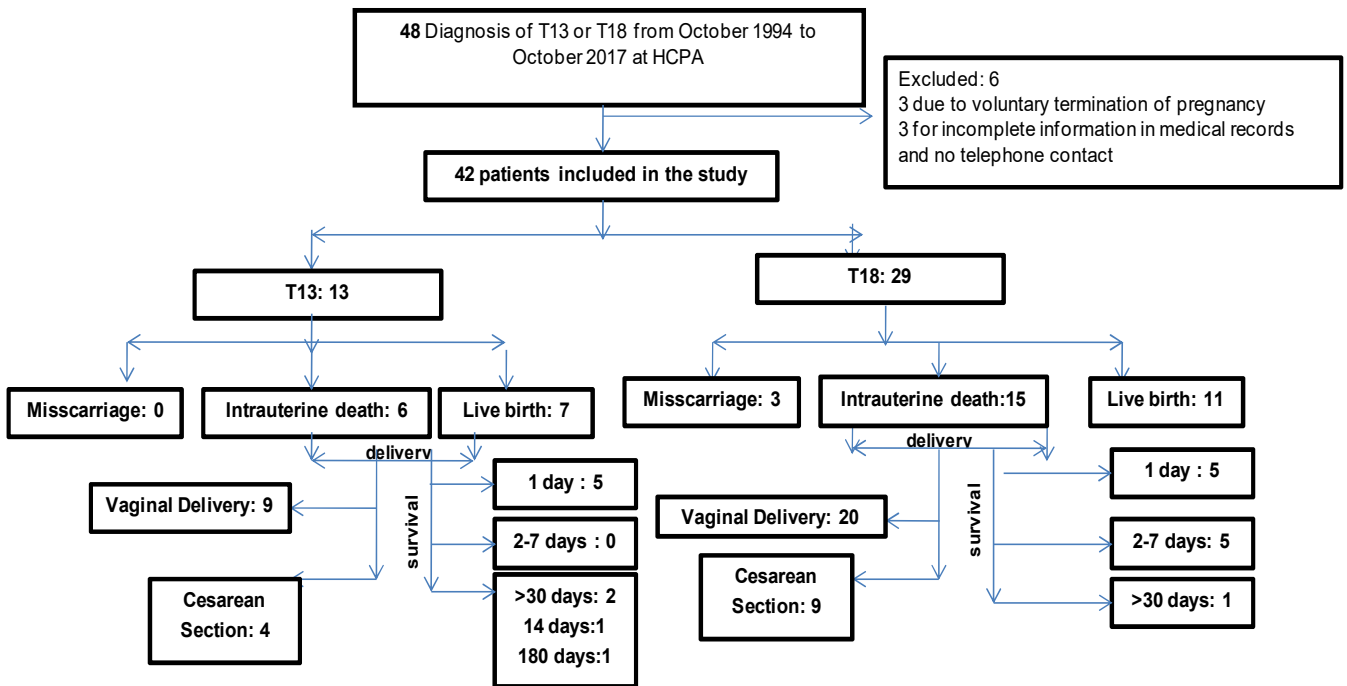 48 Diagnosis of T13 or T18 from October 1994 to
October 2017 at HCPA
Excluded: 6
3 due to voluntary termination of pregnancy
3 for incomplete information in medical records
and no telephone contact
42 patients included in the study
T13: 13
T18: 29
Misscarriage: 0
Intrauterine death: 6
Live birth: 7
Misscarriage: 3
Intrauterine death:15
Live birth: 11
delivery
Vaginal Delivery: 9
Cesarean
Section: 4
survival
1 day : 5
2-7 days : 0
>30 days: 2
14 days:1
180 days:1
delivery
Vaginal Delivery: 20
Cesarean
Section: 9
survival
1 day : 5
2-7 days: 5
>30 days: 1